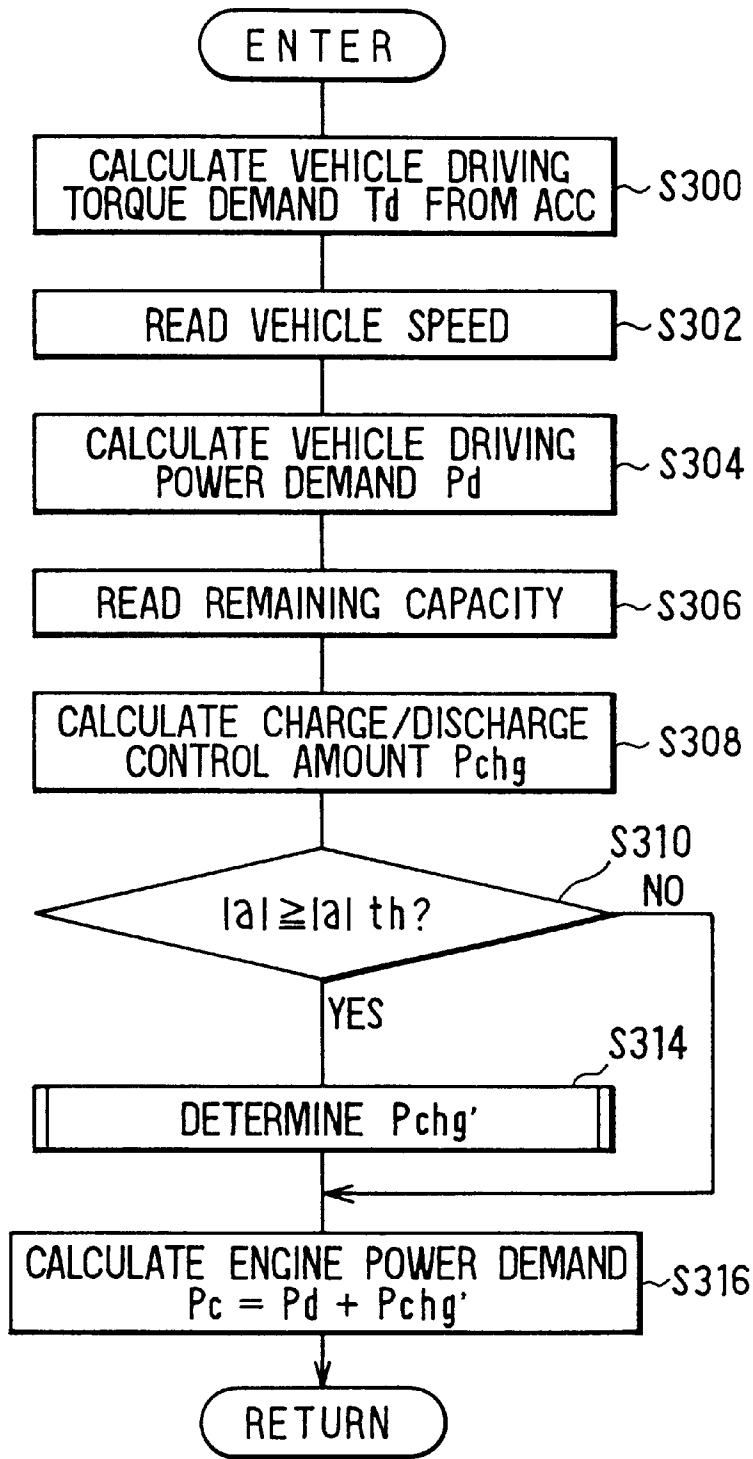 ENTER
CALCULATE VEHICLE DRIVING
TORQUE DEMAND Td FROM ACC
S300
READ VEHICLE SPEED
S302
CALCULATE VEHICLE DRIVING
POWER DEMAND Pd
S304
READ REMAINING CAPACITY
S306
CALCULATE CHARGE/DISCHARGE
CONTROL AMOUNT Pchg
S308
S310
|a|≧|a| th?
NO
YES
S314
DETERMINE Pchg'
CALCULATE ENGINE POWER DEMAND
Pc = Pd + Pchg'
S316
RETURN